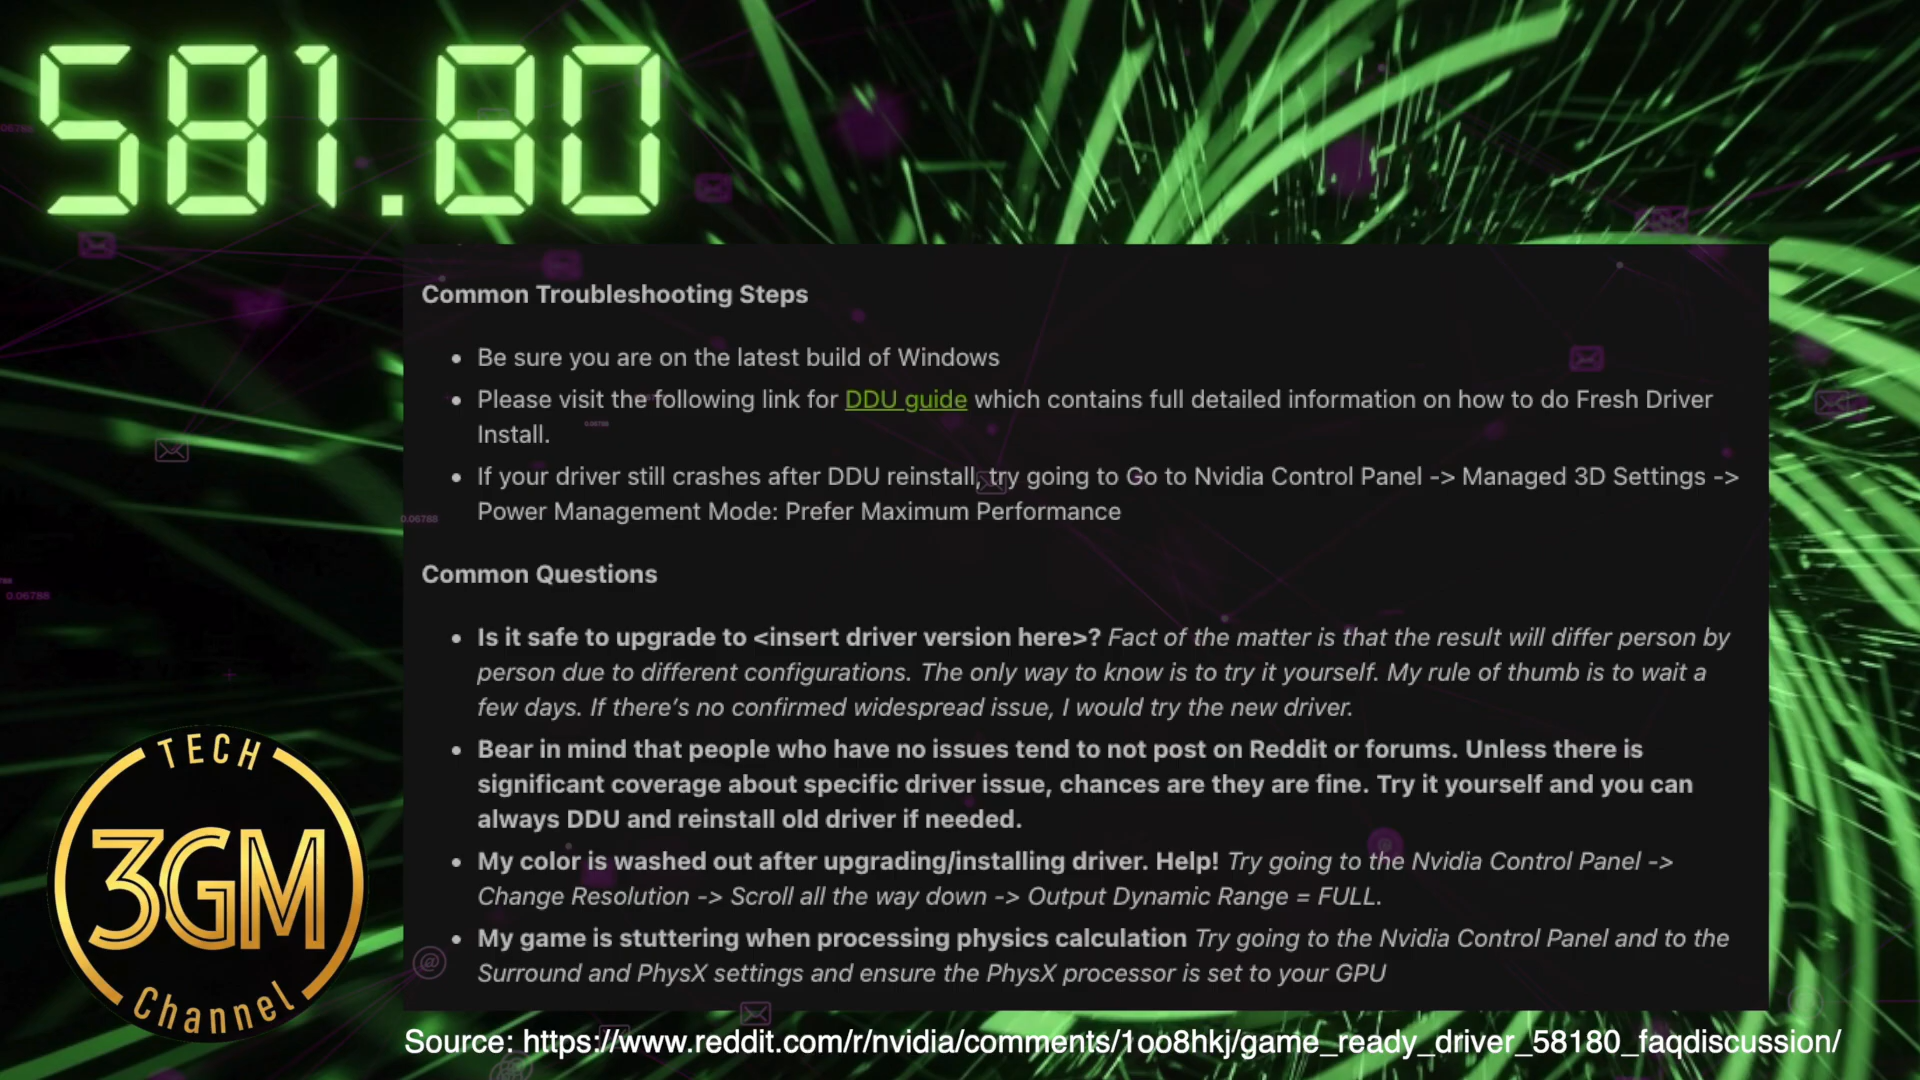 581.80
Common Troubleshooting Steps
• Be sure you are on the latest build of Windows
• Please visit the following link for DDU guide which contains full detailed information on how to do Fresh Driver
Install.
• If your driver still crashes after DDU reinstall, try going to Go to Nvidia Control Panel -> Managed 3D Settings ->
Power Management Mode: Prefer Maximum Performance
Common Questions
• Is it safe to upgrade to <insert driver version here>? Fact of the matter is that the result will differ person by
person due to different configurations. The only way to know is to try it yourself. My rule of thumb is to wait a
few days. If there’s no confirmed widespread issue, I would try the new driver.
• Bear in mind that people who have no issues tend to not post on Reddit or forums. Unless there is
significant coverage about specific driver issue, chances are they are fine. Try it yourself and you can
always DDU and reinstall old driver if needed.
• My color is washed out after upgrading/installing driver. Help! Try going to the Nvidia Control Panel ->
Change Resolution -> Scroll all the way down -> Output Dynamic Range = FULL.
• My game is stuttering when processing physics calculation Try going to the Nvidia Control Panel and to the
Surround and PhysX settings and ensure the PhysX processor is set to your GPU
Source: https://www.reddit.com/r/nvidia/comments/1oo8hkj/game_ready_driver_58180_faqdiscussion/
TECH
3GM
Channel
0.06788
0.06788
0.06788